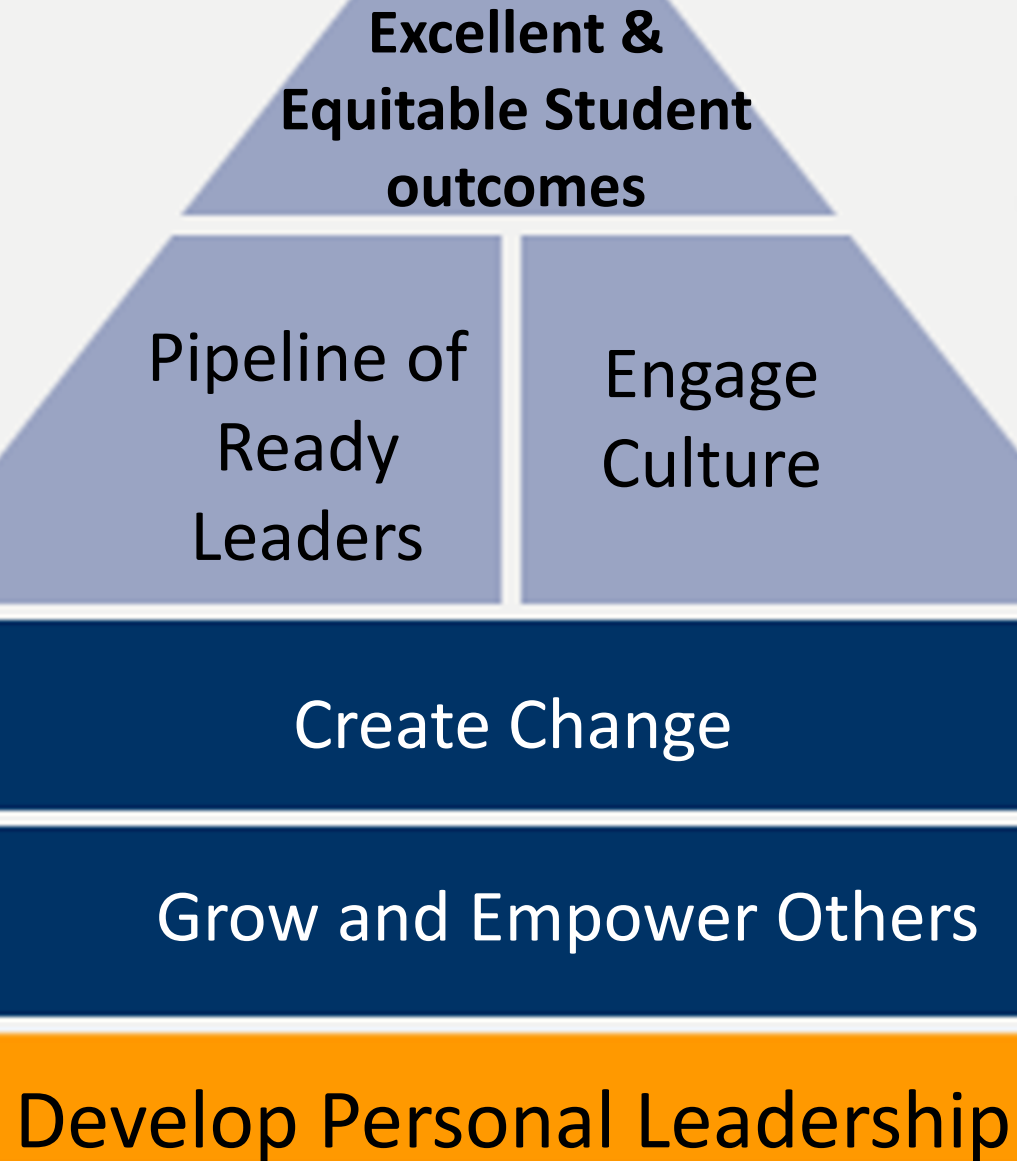 Excellent &
Equitable Student
outcomes
Pipeline of
Ready
Leaders
Engage
Culture
Create Change
Grow and Empower Others
Develop Personal Leadership